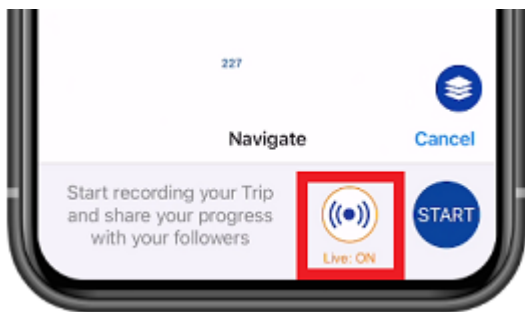 227
Navigate
Cancel
Start recording your Trip
and share your progress
with your followers
Live: ON
START